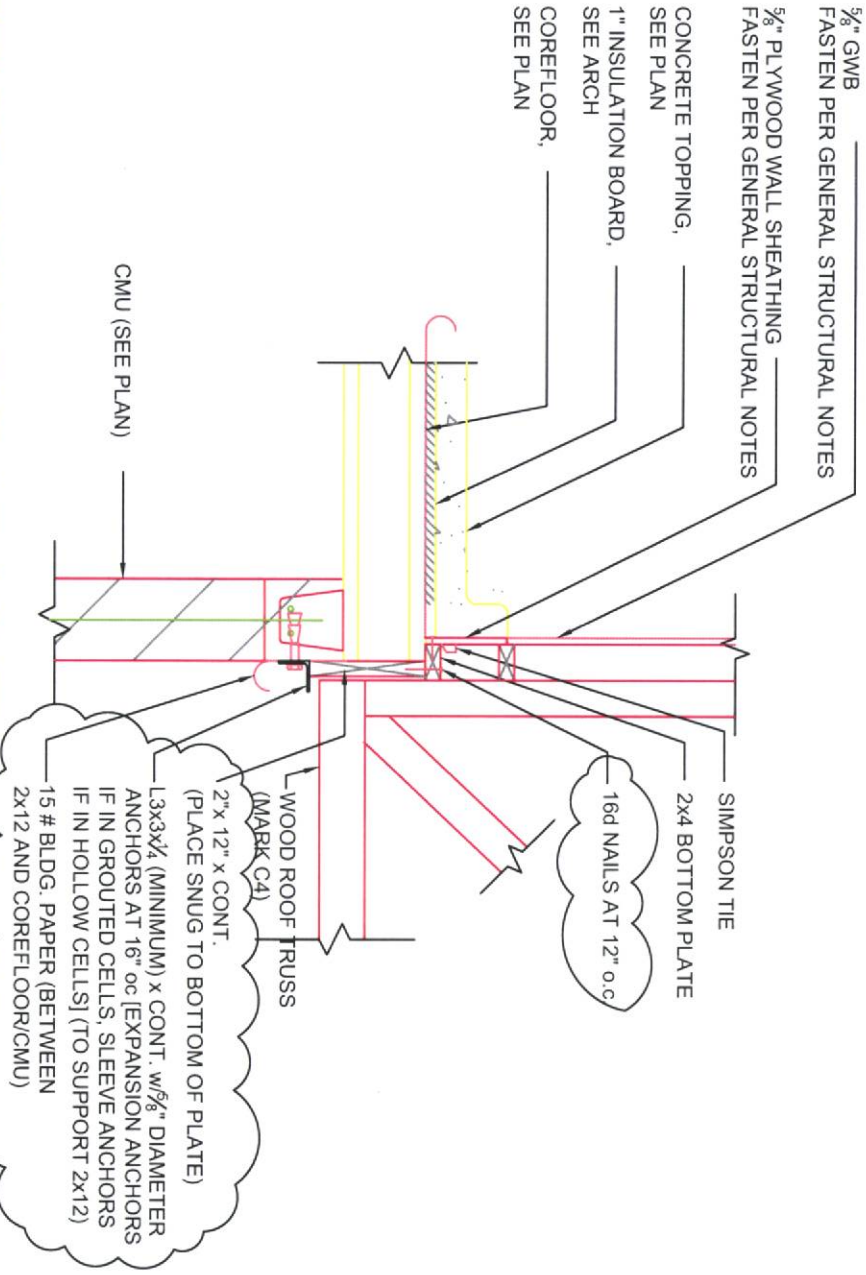 ⅝" GWB
FASTEN PER GENERAL STRUCTURAL NOTES
⅝" PLYWOOD WALL SHEATHING
FASTEN PER GENERAL STRUCTURAL NOTES
CONCRETE TOPPING,
SEE PLAN
1" INSULATION BOARD,
SEE ARCH
COREFLOOR,
SEE PLAN
CMU (SEE PLAN)
SIMPSON TIE
2x4 BOTTOM PLATE
16d NAILS AT 12" o.c.
WOOD ROOF TRUSS
(MARK C4)
2"x 12" x CONT.
(PLACE SNUG TO BOTTOM OF PLATE)
L3x3x¼ (MINIMUM) x CONT. w/⅝" DIAMETER
ANCHORS AT 16" oc [EXPANSION ANCHORS
IF IN GROUTED CELLS, SLEEVE ANCHORS
IF IN HOLLOW CELLS] (TO SUPPORT 2x12)
15 # BLDG. PAPER (BETWEEN
2x12 AND COREFLOOR/CMU)